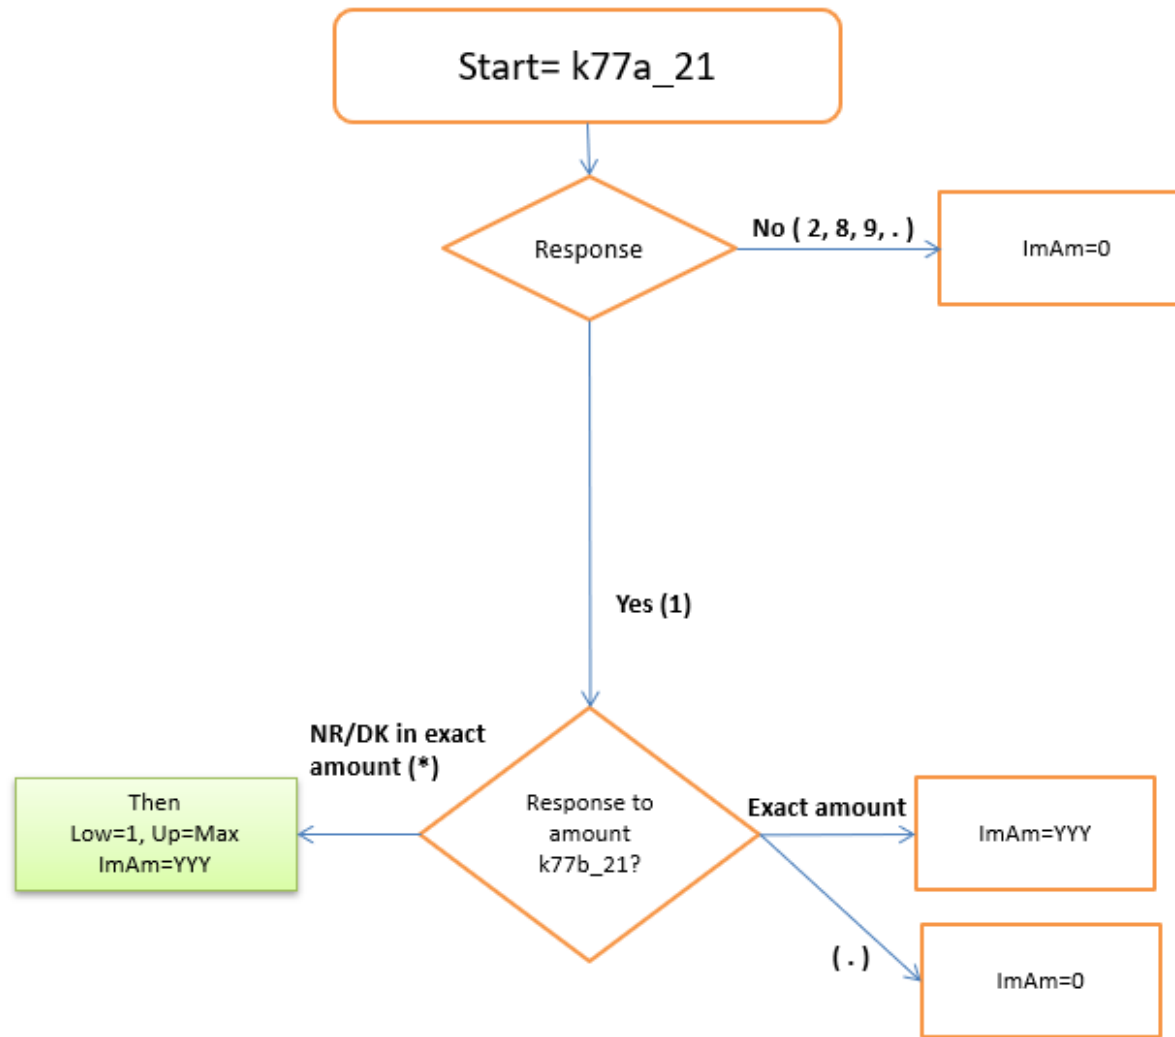 Start= k77a_21
No ( 2, 8, 9, . )
Response
ImAm=0
Yes (1)
NR/DK in exact
amount (*)
Then
Low=1, Up=Max
ImAm=YYY
Response to
amount
k77b_21?
Exact amount
ImAm=YYY
( . )
ImAm=0